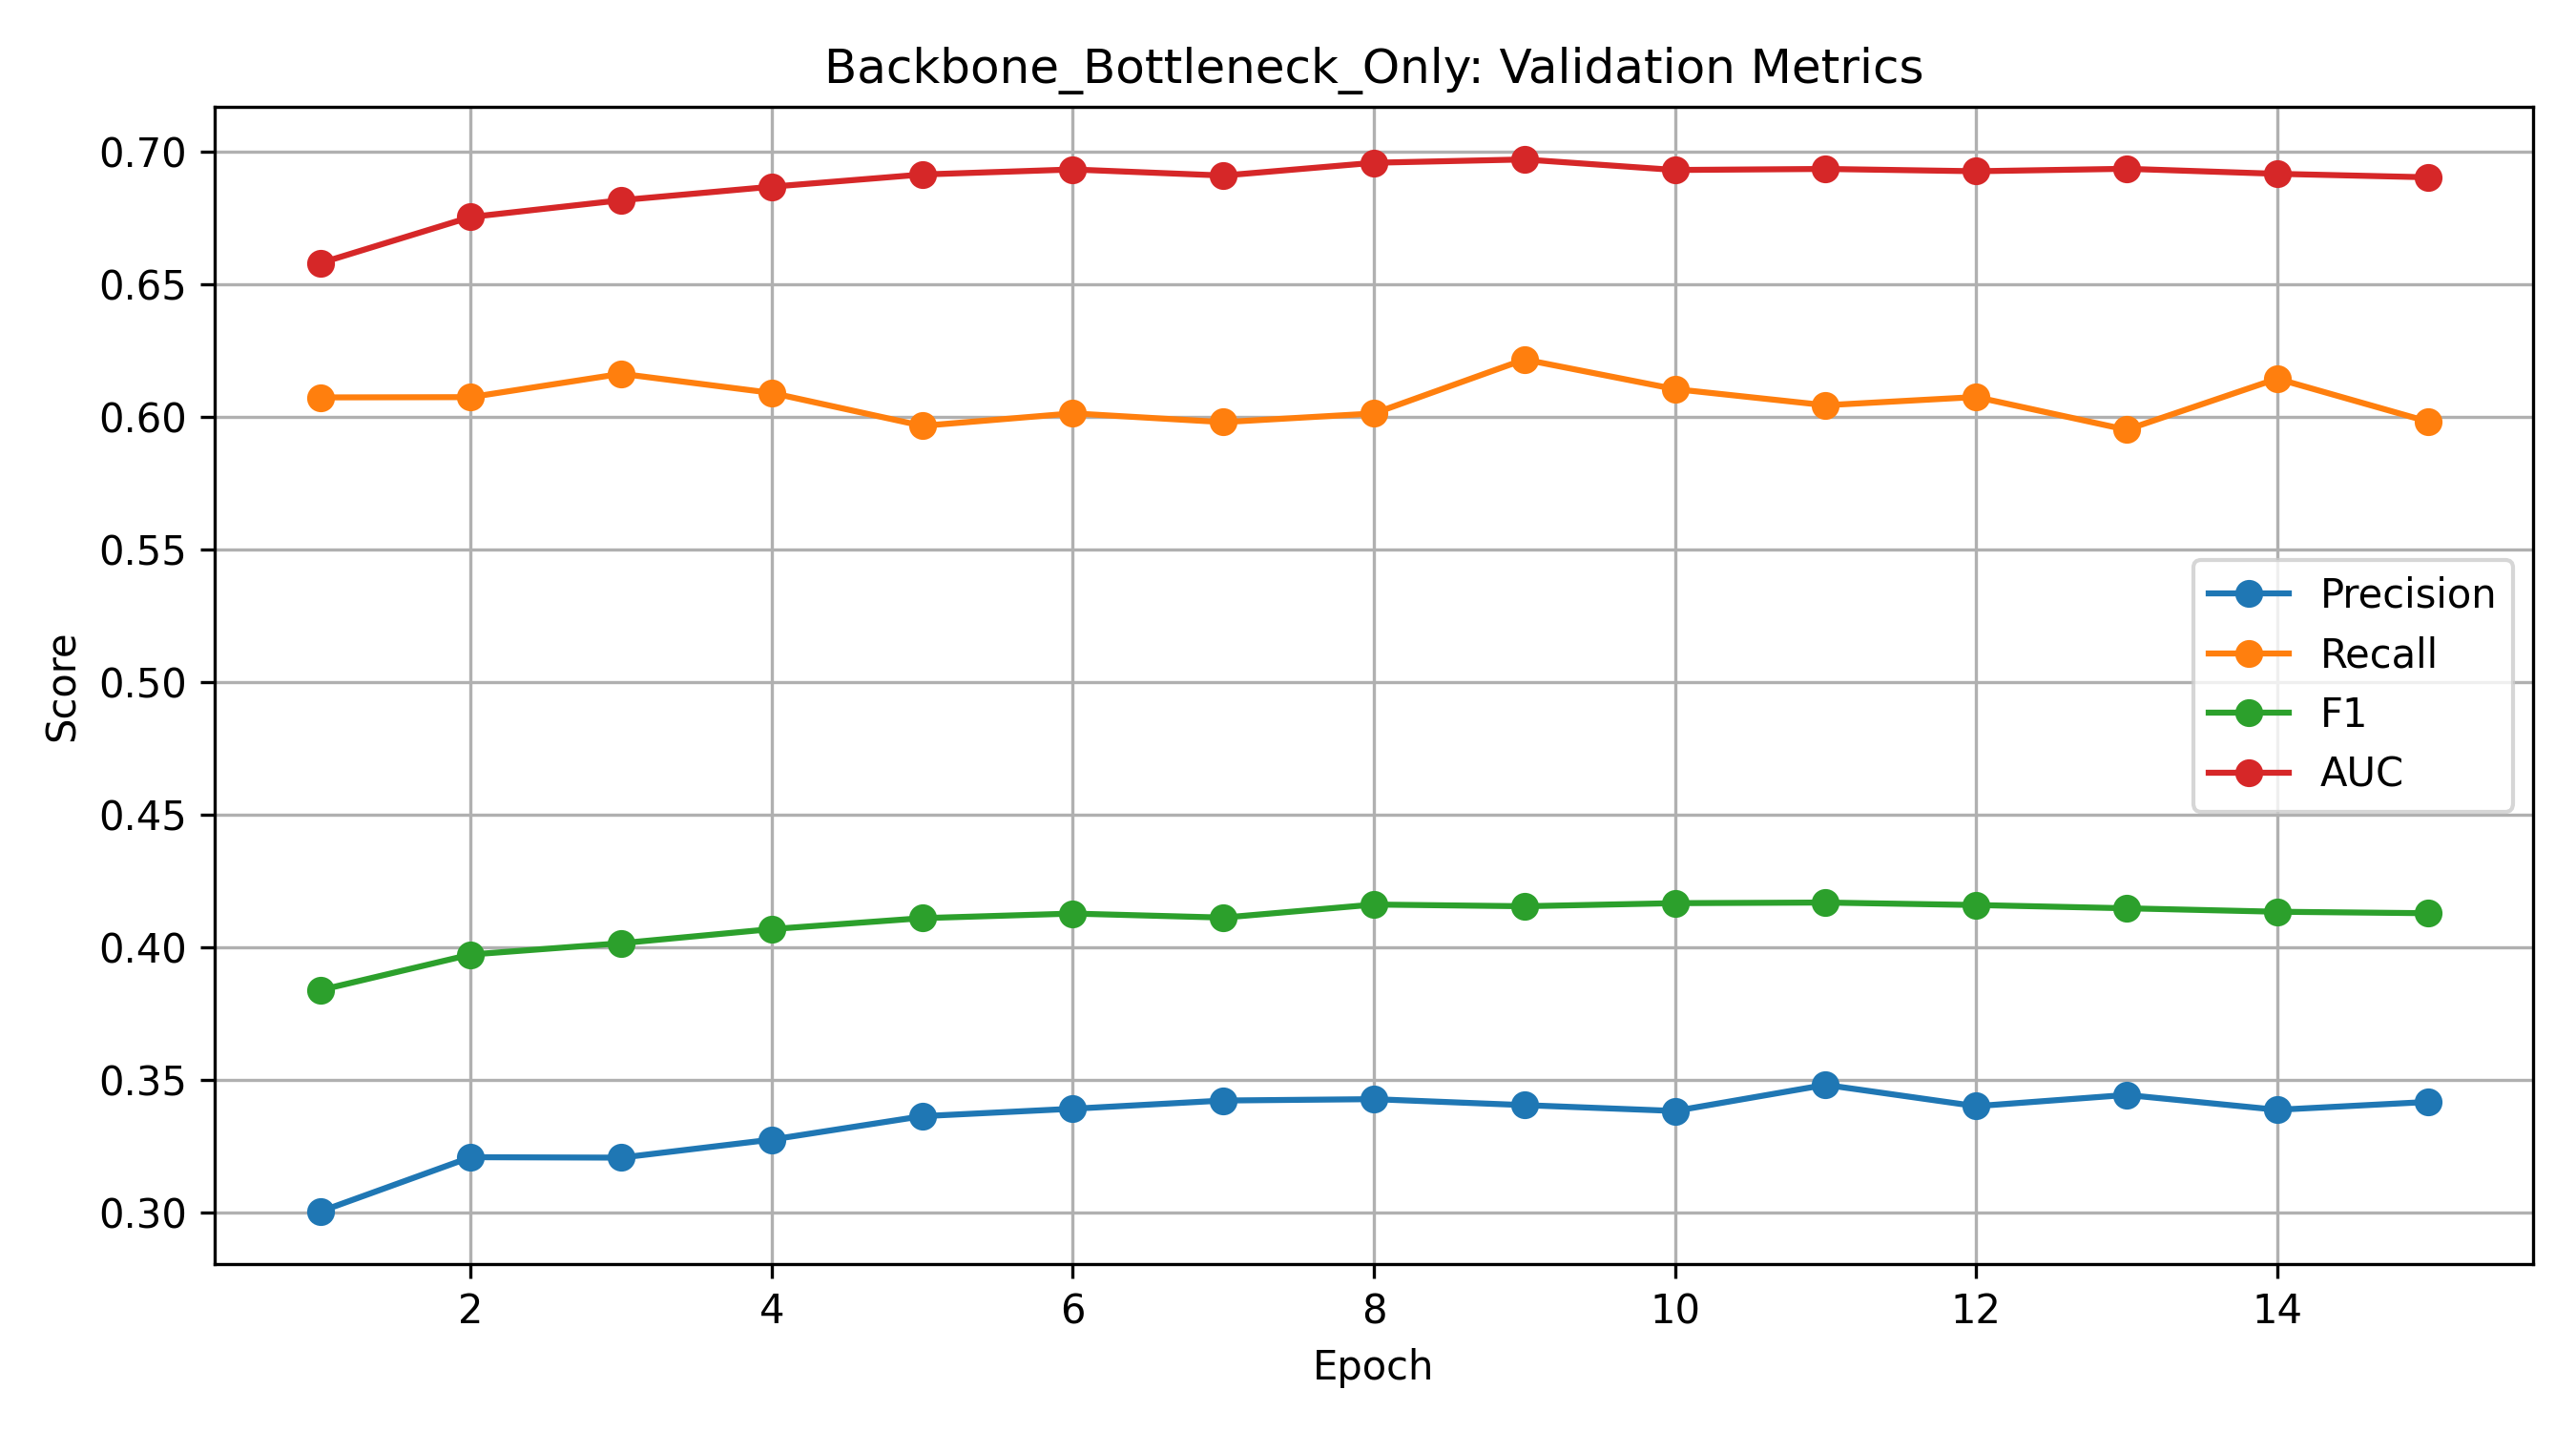 Backbone_Bottleneck_Only: Validation Metrics
0.70
0.65
0.60
0.55
0.50
0.45
0.40
0.35
0.30
Score
Precision
Recall
F1
AUC
2 4 6 8 10 12 14
Epoch